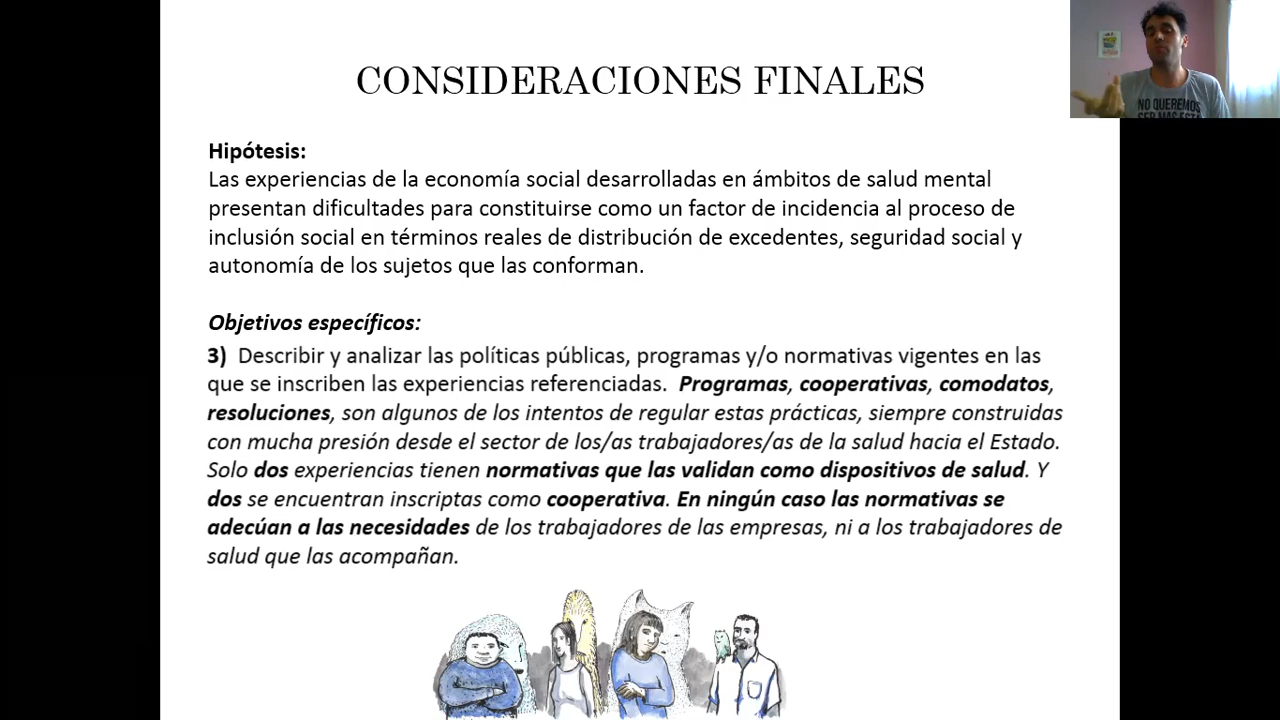 CONSIDERACIONES FINALES
NO QUEREMOS
Hipótesis:
Las experiencias de la economía social desarrolladas en ámbitos de salud mental
presentan dificultades para constituirse como un factor de incidencia al proceso de
inclusión social en términos reales de distribución de excedentes, seguridad social y
autonomía de los sujetos que las conforman.
Objetivos específicos:
3) Describir y analizar las políticas públicas, programas y/o normativas vigentes en las
que se inscriben las experiencias referenciadas. Programas, cooperativas, comodatos,
resoluciones, son algunos de los intentos de regular estas prácticas, siempre construidas
con mucha presión desde el sector de los/as trabajadores/as de la salud hacia el Estado.
Solo dos experiencias tienen normativas que las validan como dispositivos de salud. Y
dos se encuentran inscriptas como cooperativa. En ningún caso las normativas se
adecúan a las necesidades de los trabajadores de las empresas, ni a los trabajadores de
salud que las acompañan.